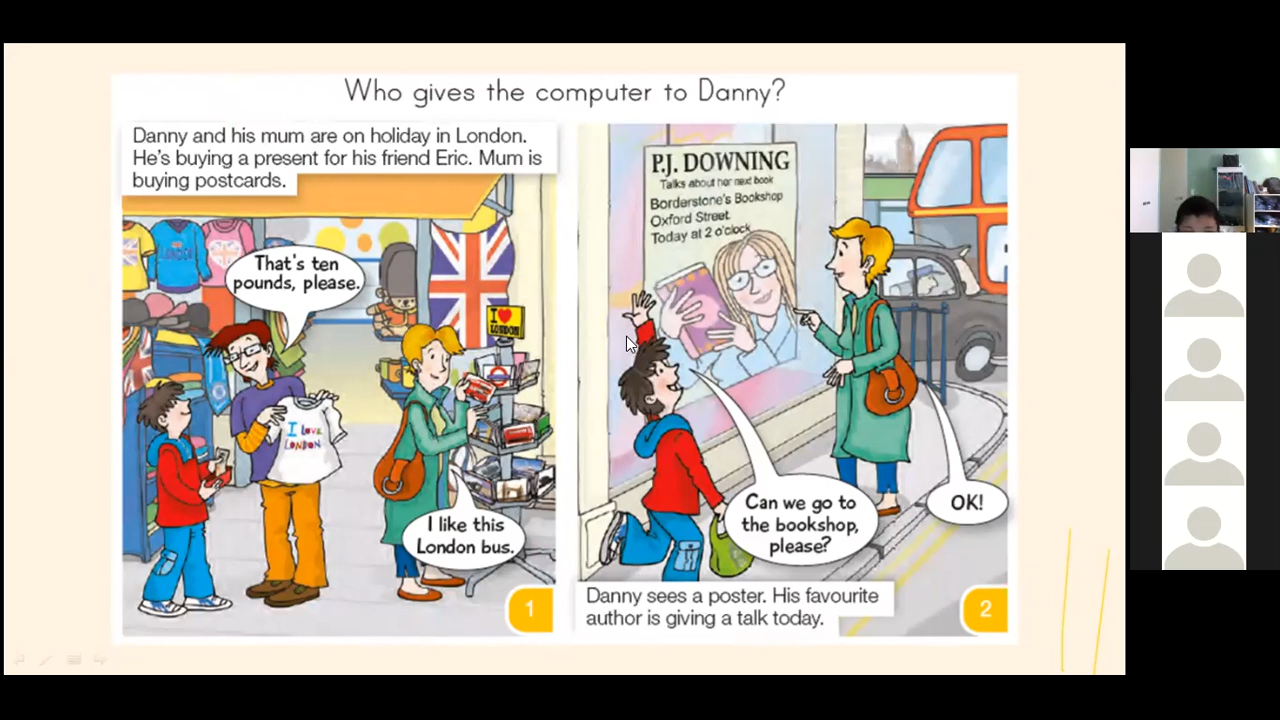 Who gives the computer to Danny?
Danny and his mum are on holiday in London.
He's buying a present for his friend Eric. Mum is
buying postcards.
LONDON
That's ten
pounds, please.
I ❤ 
LONDON
I LOVE
LONDON
I like this
London bus.
1
P.J. DOWNING
Talks about her next book
Borderstone's Bookshop
Oxford Street
Today at 2 o'clock
Can we go to
the bookshop,
please?
OK!
Danny sees a poster. His favourite
author is giving a talk today.
2